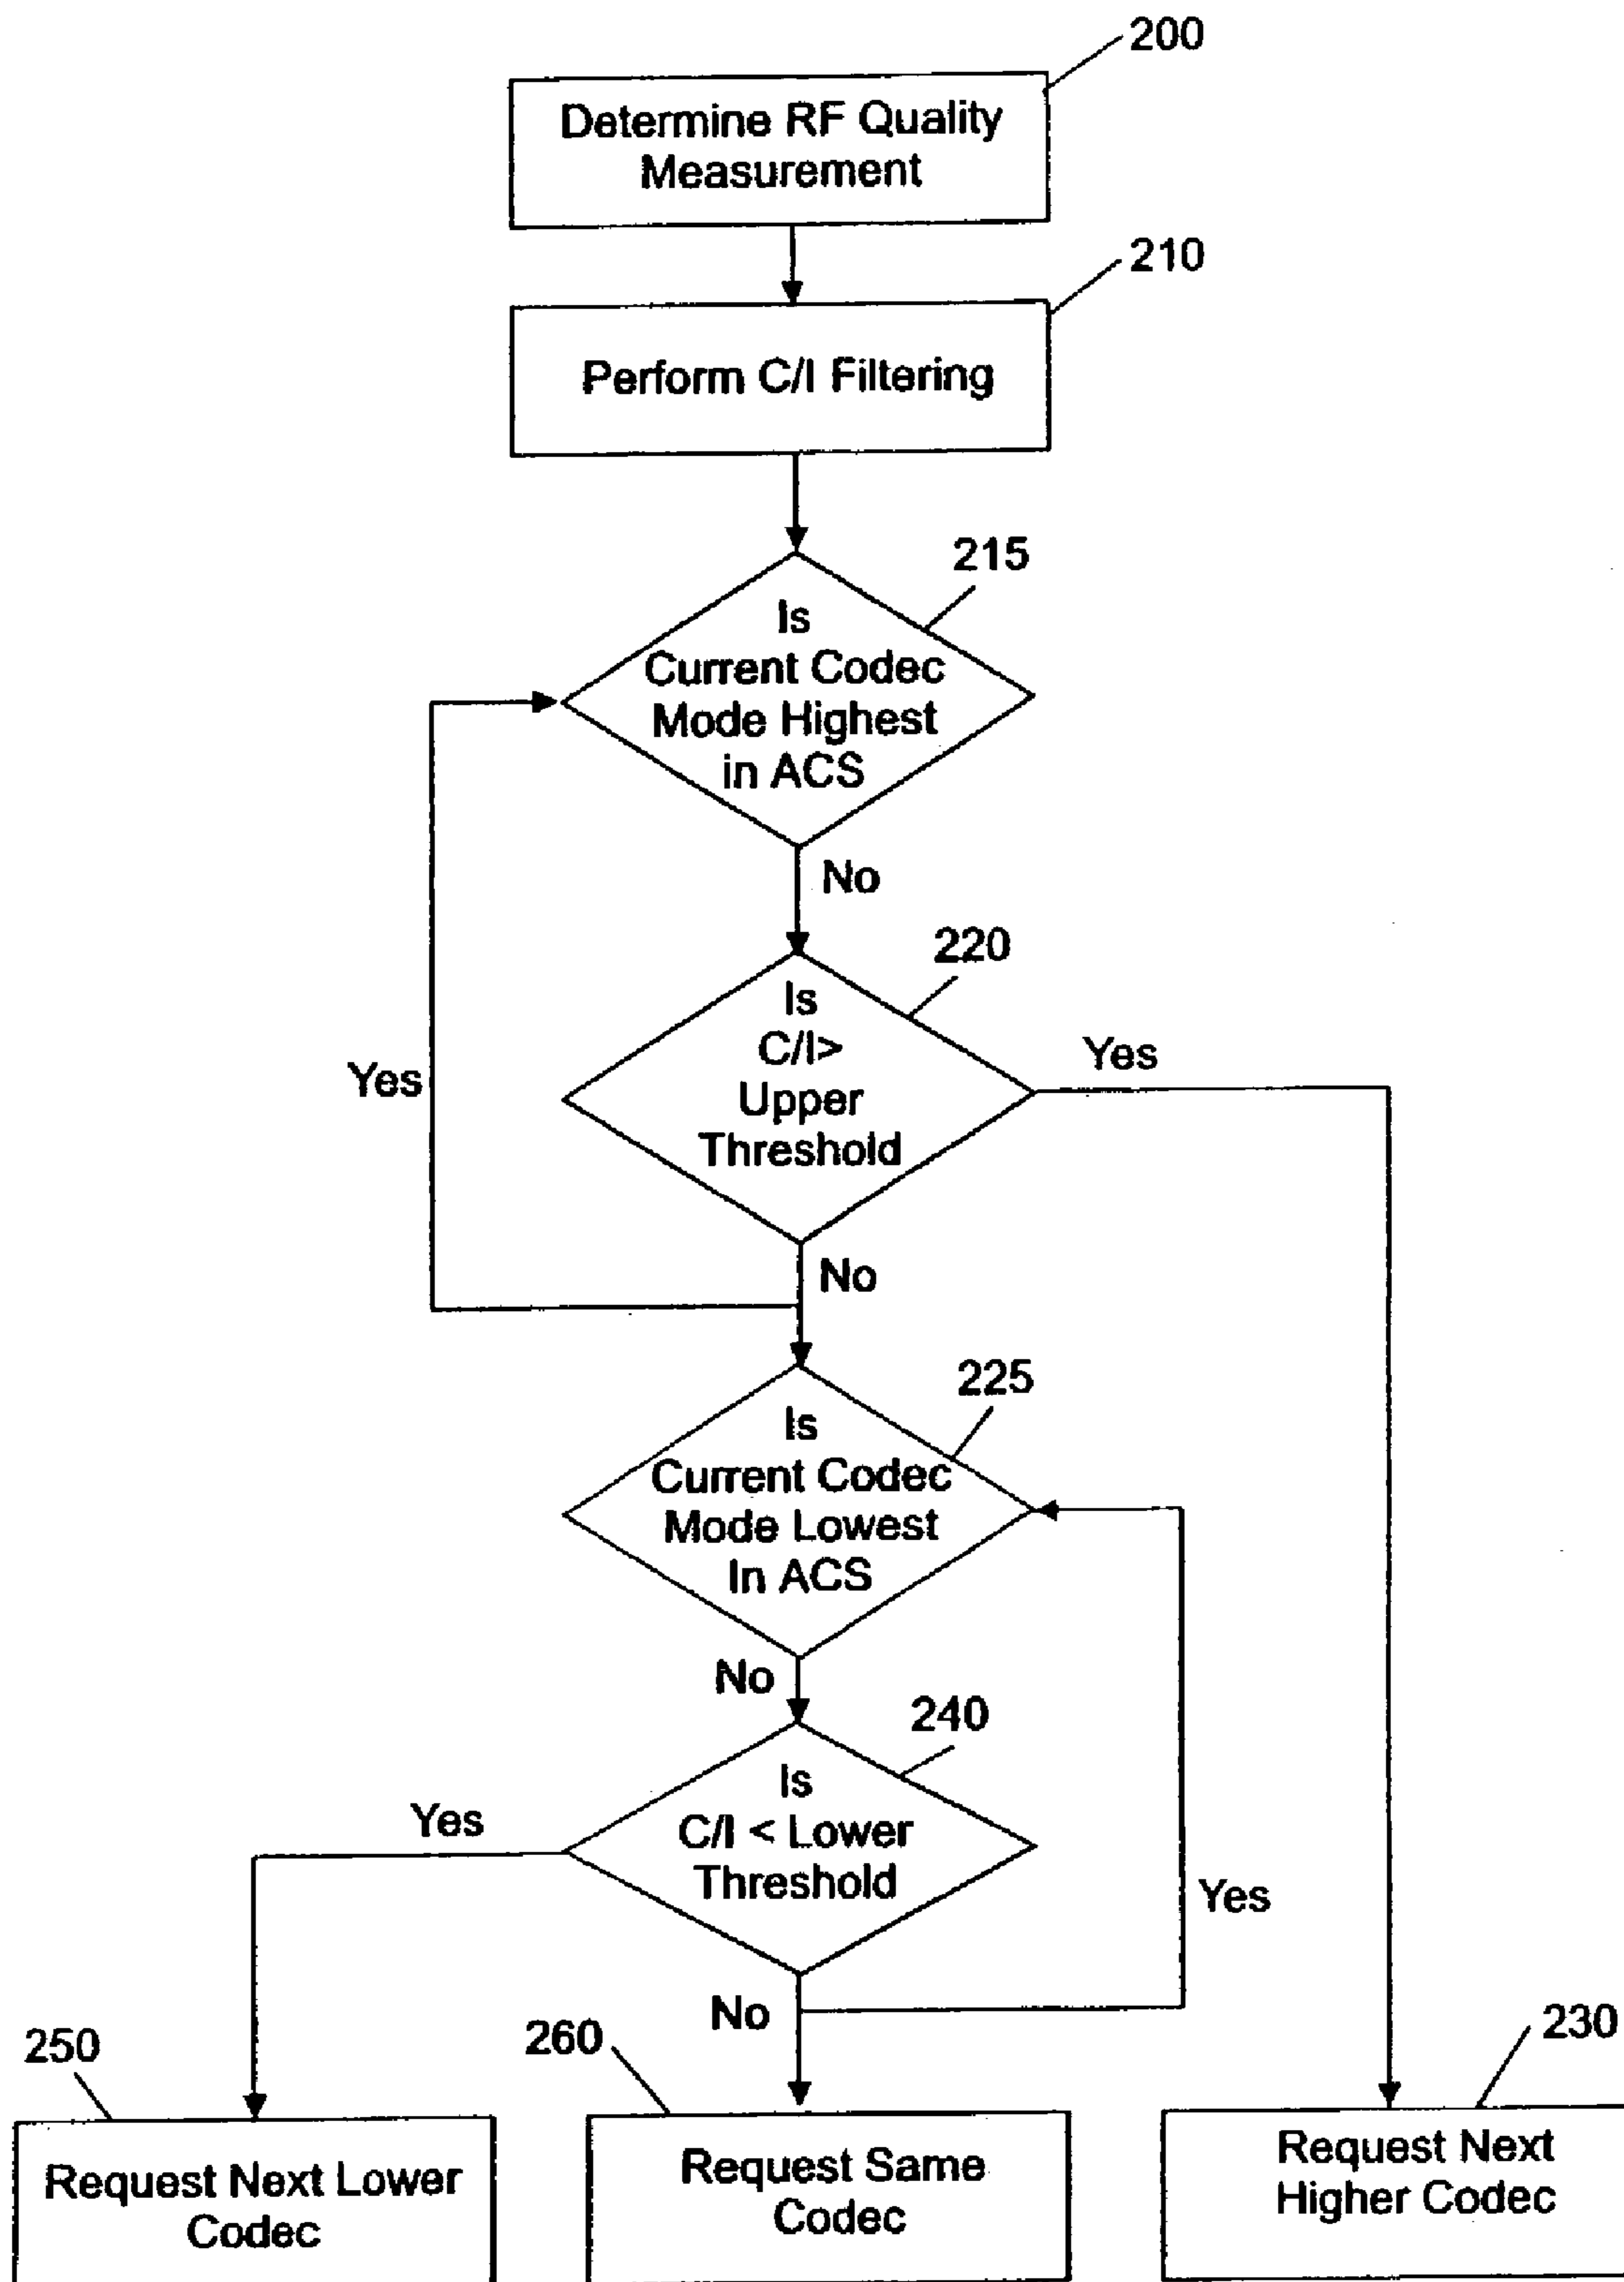 200
Determine RF Quality
Measurement
210
Perform C/I Filtering
215
Is
Current Codec
Mode Highest
in ACS
No
220
Is
C/I>
Upper
Threshold
Yes
Yes
No
225
Is
Current Codec
Mode Lowest
In ACS
No
240
Is
C/I < Lower
Threshold
Yes
Yes
No
250
260
230
Request Next Lower
Codec
Request Same
Codec
Request Next
Higher Codec